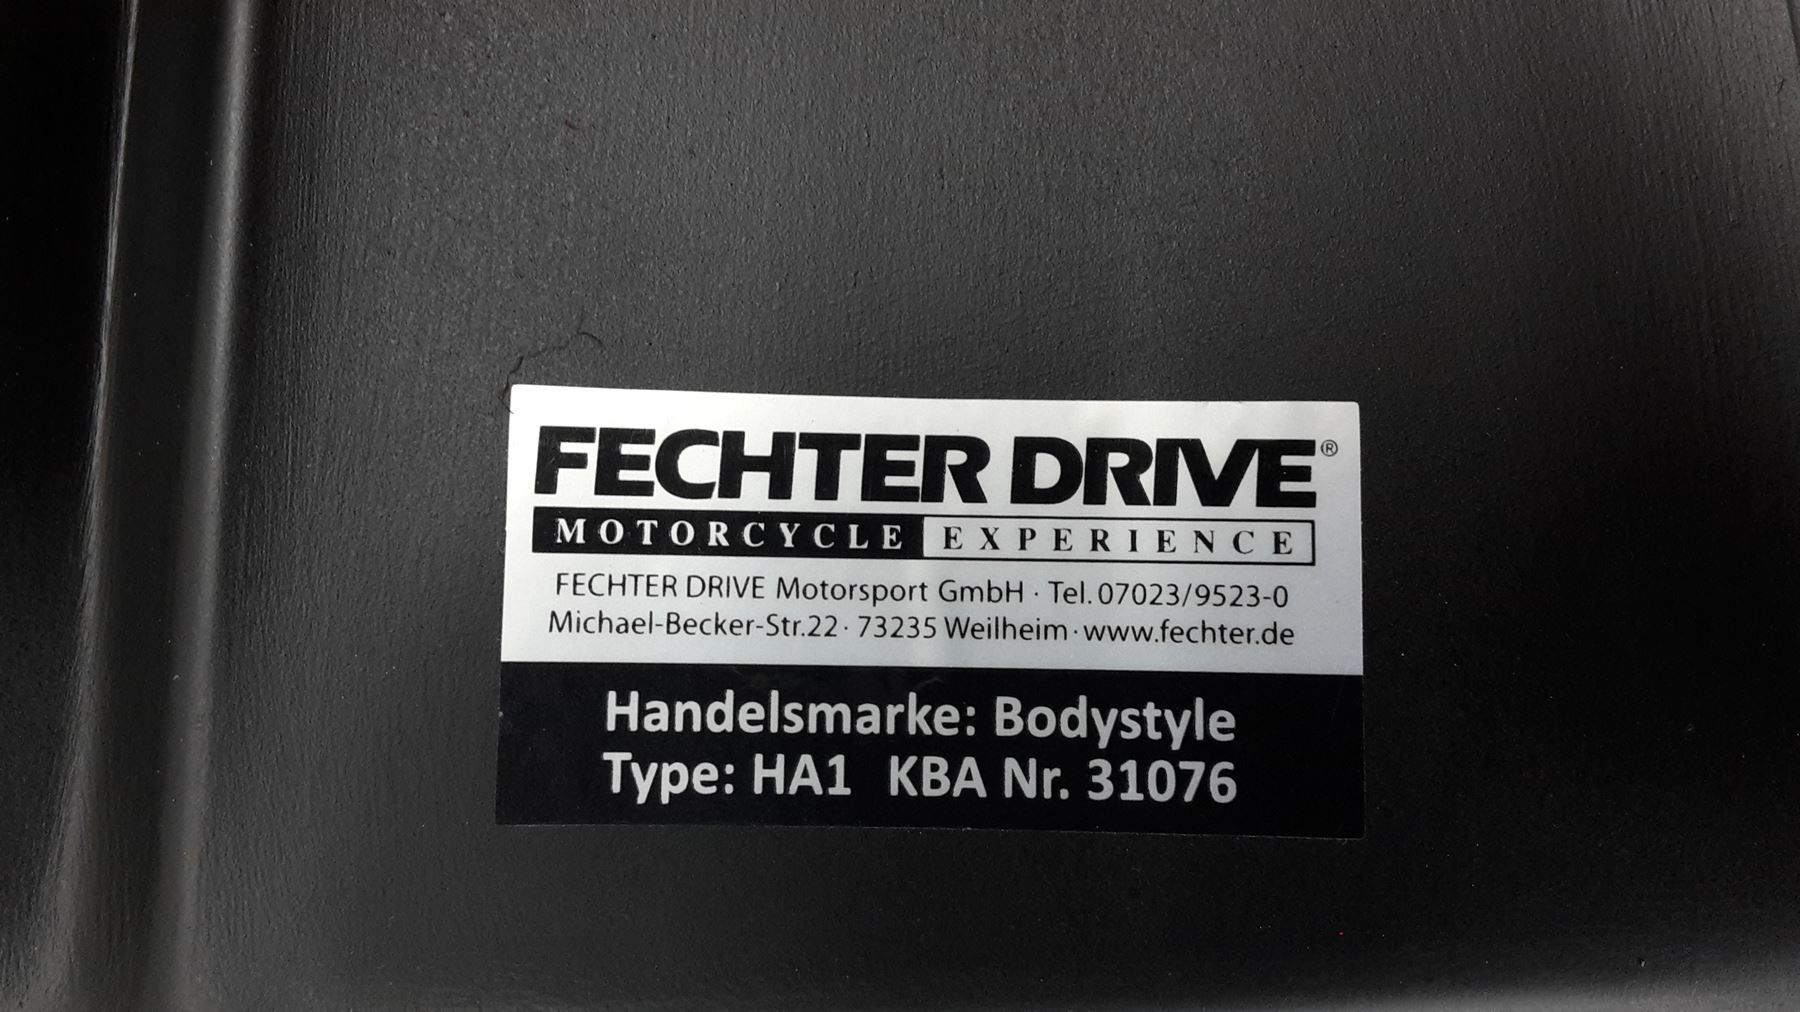 FECHTER DRIVE®
MOTORCYCLE EXPERIENCE
FECHTER DRIVE Motorsport GmbH · Tel. 07023/9523-0
Michael-Becker-Str.22 · 73235 Weilheim · www.fechter.de
Handelsmarke: Bodystyle
Type: HA1 KBA Nr. 31076